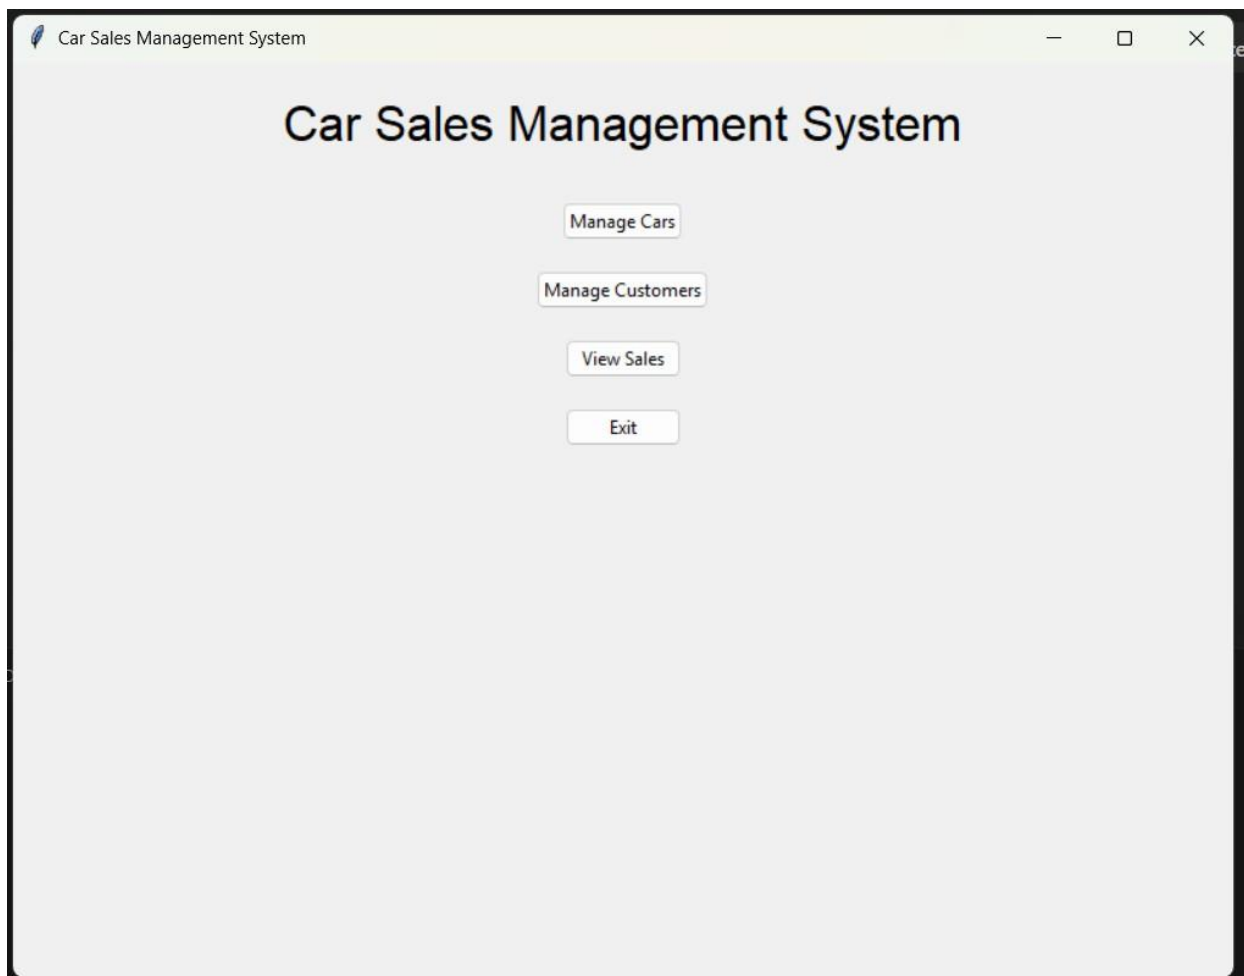 Car Sales Management System
Car Sales Management System
Manage Cars
Manage Customers
View Sales
Exit